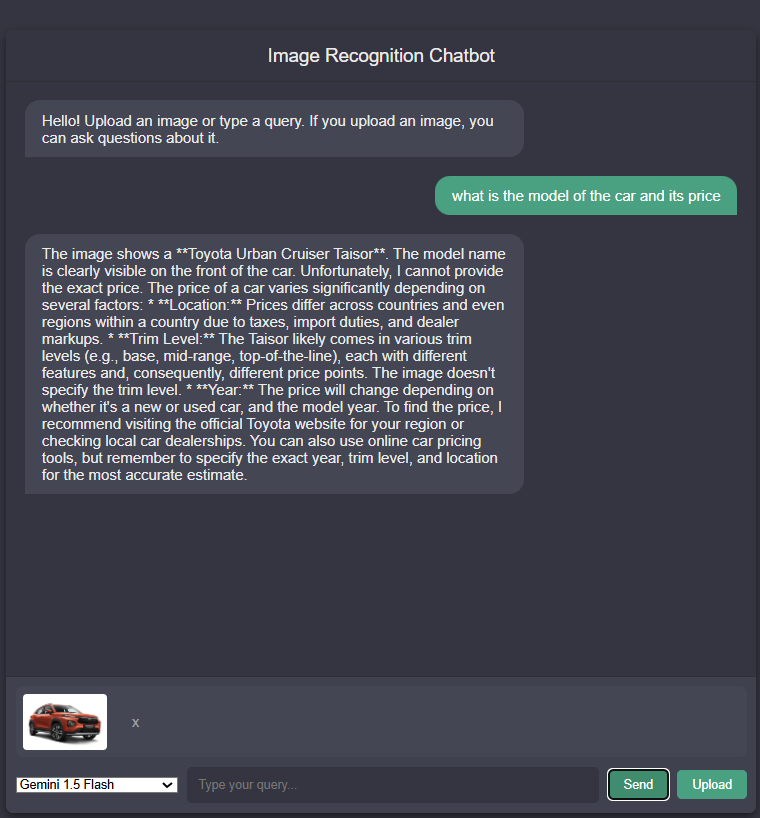 Image Recognition Chatbot
Hello! Upload an image or type a query. If you upload an image, you
can ask questions about it.
what is the model of the car and its price
The image shows a **Toyota Urban Cruiser Taisor**. The model name
is clearly visible on the front of the car. Unfortunately, I cannot provide
the exact price. The price of a car varies significantly depending on
several factors: * **Location:** Prices differ across countries and even
regions within a country due to taxes, import duties, and dealer
markups. * **Trim Level:** The Taisor likely comes in various trim
levels (e.g., base, mid-range, top-of-the-line), each with different
features and, consequently, different price points. The image doesn't
specify the trim level. * **Year:** The price will change depending on
whether it's a new or used car, and the model year. To find the price, I
recommend visiting the official Toyota website for your region or
checking local car dealerships. You can also use online car pricing
tools, but remember to specify the exact year, trim level, and location
for the most accurate estimate.
x
Gemini 1.5 Flash
Type your query...
Send
Upload